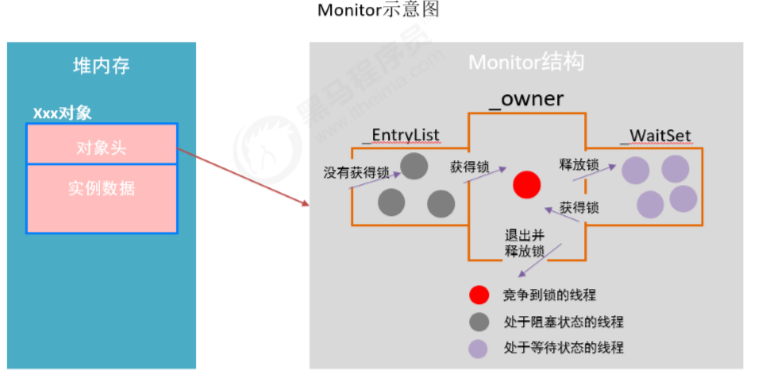 Monitor示意图
堆内存
Xxx对象
对象头
实例数据
Monitor结构
_owner
_EntryList
_WaitSet
没有获得锁
获得锁
释放锁
获得锁
退出并
释放锁
竞争到锁的线程
处于阻塞状态的线程
处于等待状态的线程
黑马程序员